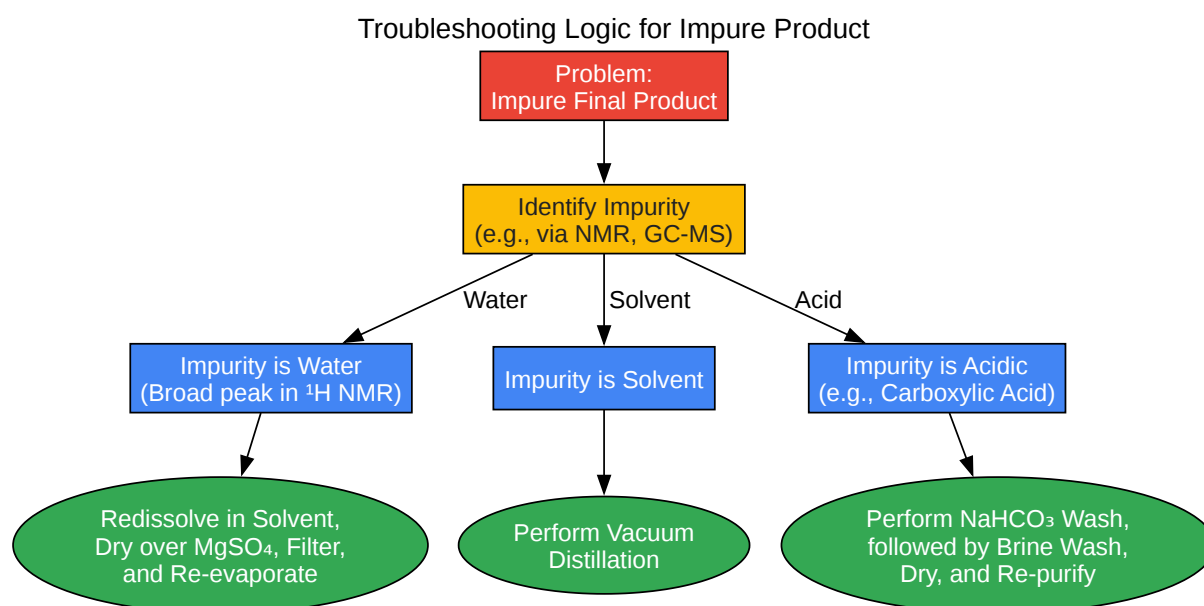 Troubleshooting Logic for Impure Product
Problem:
Impure Final Product
Identify Impurity
(e.g., via NMR, GC-MS)
Water
Solvent
Acid
Impurity is Water
(Broad peak in ¹H NMR)
Impurity is Solvent
Impurity is Acidic
(e.g., Carboxylic Acid)
Redissolve in Solvent,
Dry over MgSO₄, Filter,
and Re-evaporate
Perform Vacuum
Distillation
Perform NaHCO₃ Wash,
followed by Brine Wash,
Dry, and Re-purify